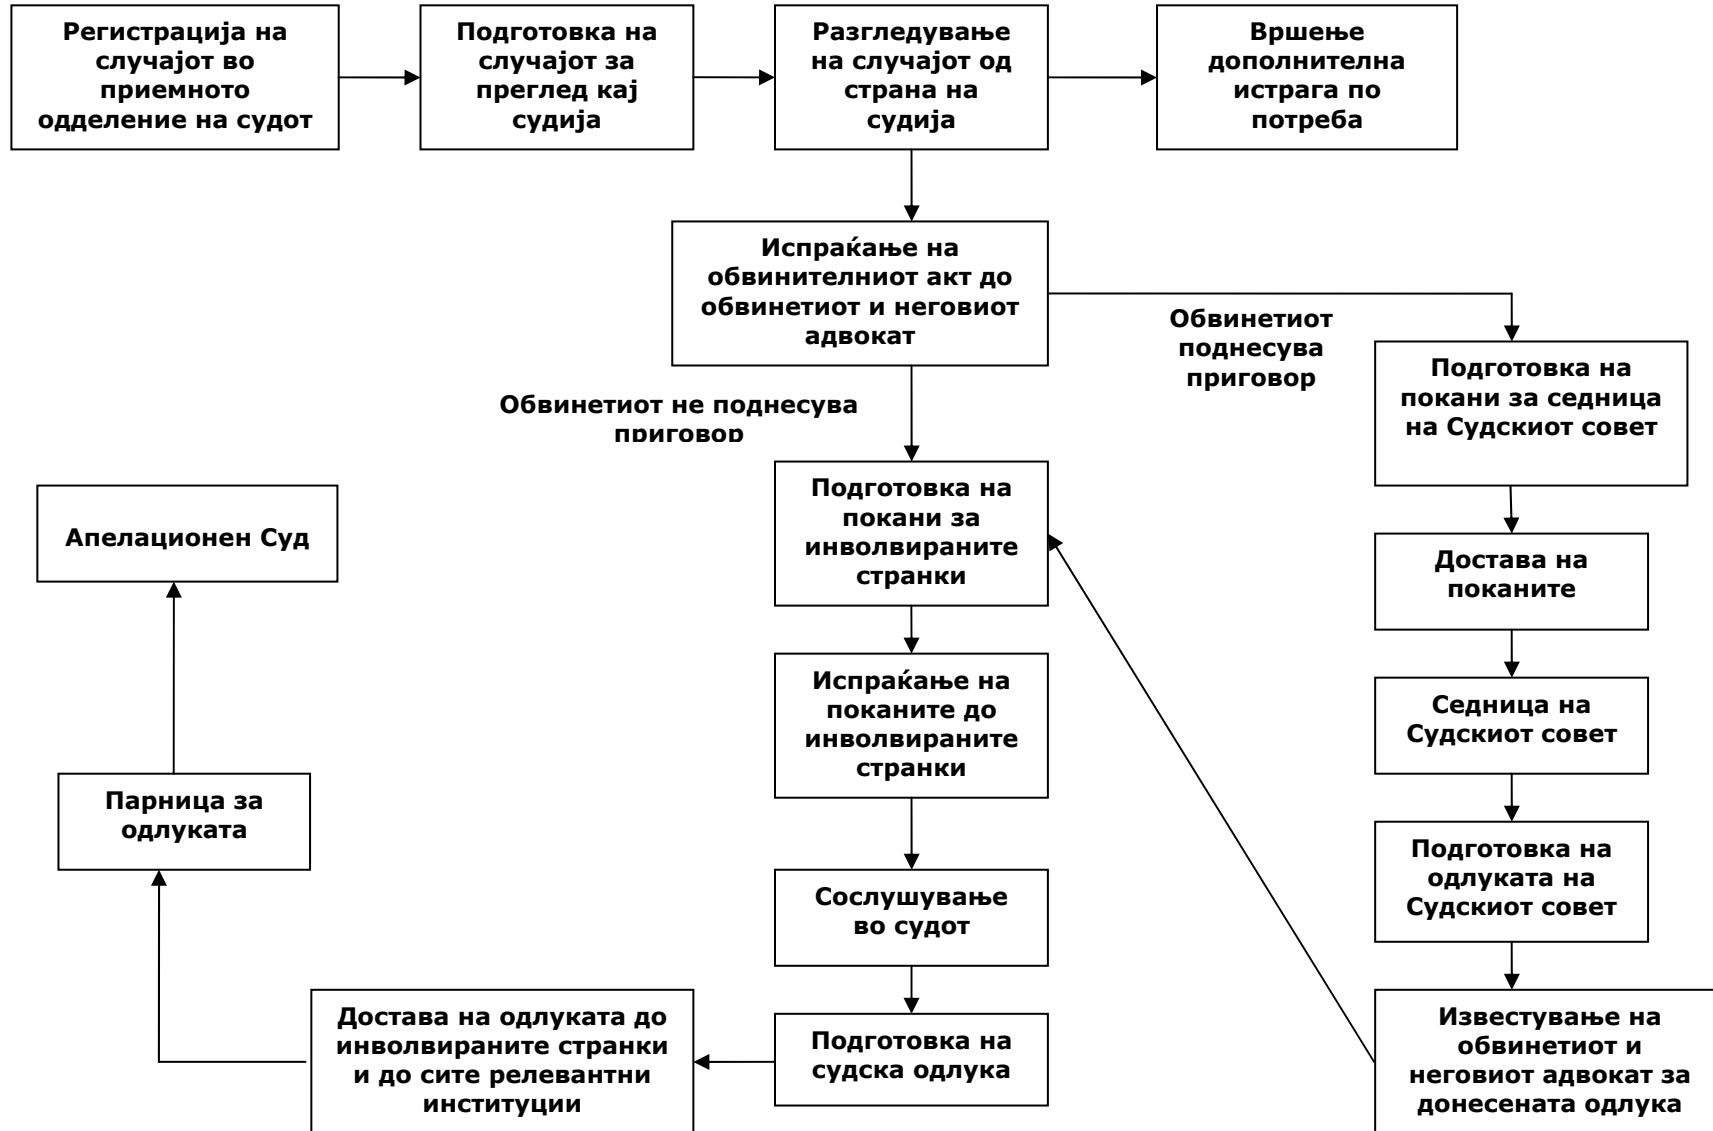 Регистрација на
случајот во
приемното
одделение на судот
Подготовка на
случајот за
преглед кај
судија
Разгледување
на случајот од
страна на
судија
Вршење
дополнителна
истрага по
потреба
Испраќање на
обвинителниот акт до
обвинетиот и неговиот
адвокат
Обвинетиот
поднесува
приговор
Обвинетиот не поднесува
приговор
Подготовка на
покани за седница
на Судскиот совет
Подготовка на
покани за
инволвираните
странки
Апелационен Суд
Достава на
поканите
Испраќање на
поканите до
инволвираните
странки
Седница на
Судскиот совет
Парница за
одлуката
Подготовка на
одлуката на
Судскиот совет
Сослушување
во судот
Достава на одлуката до
инволвираните странки
и до сите релевантни
институции
Подготовка на
судска одлука
Известување на
обвинетиот и
неговиот адвокат за
донесената одлука